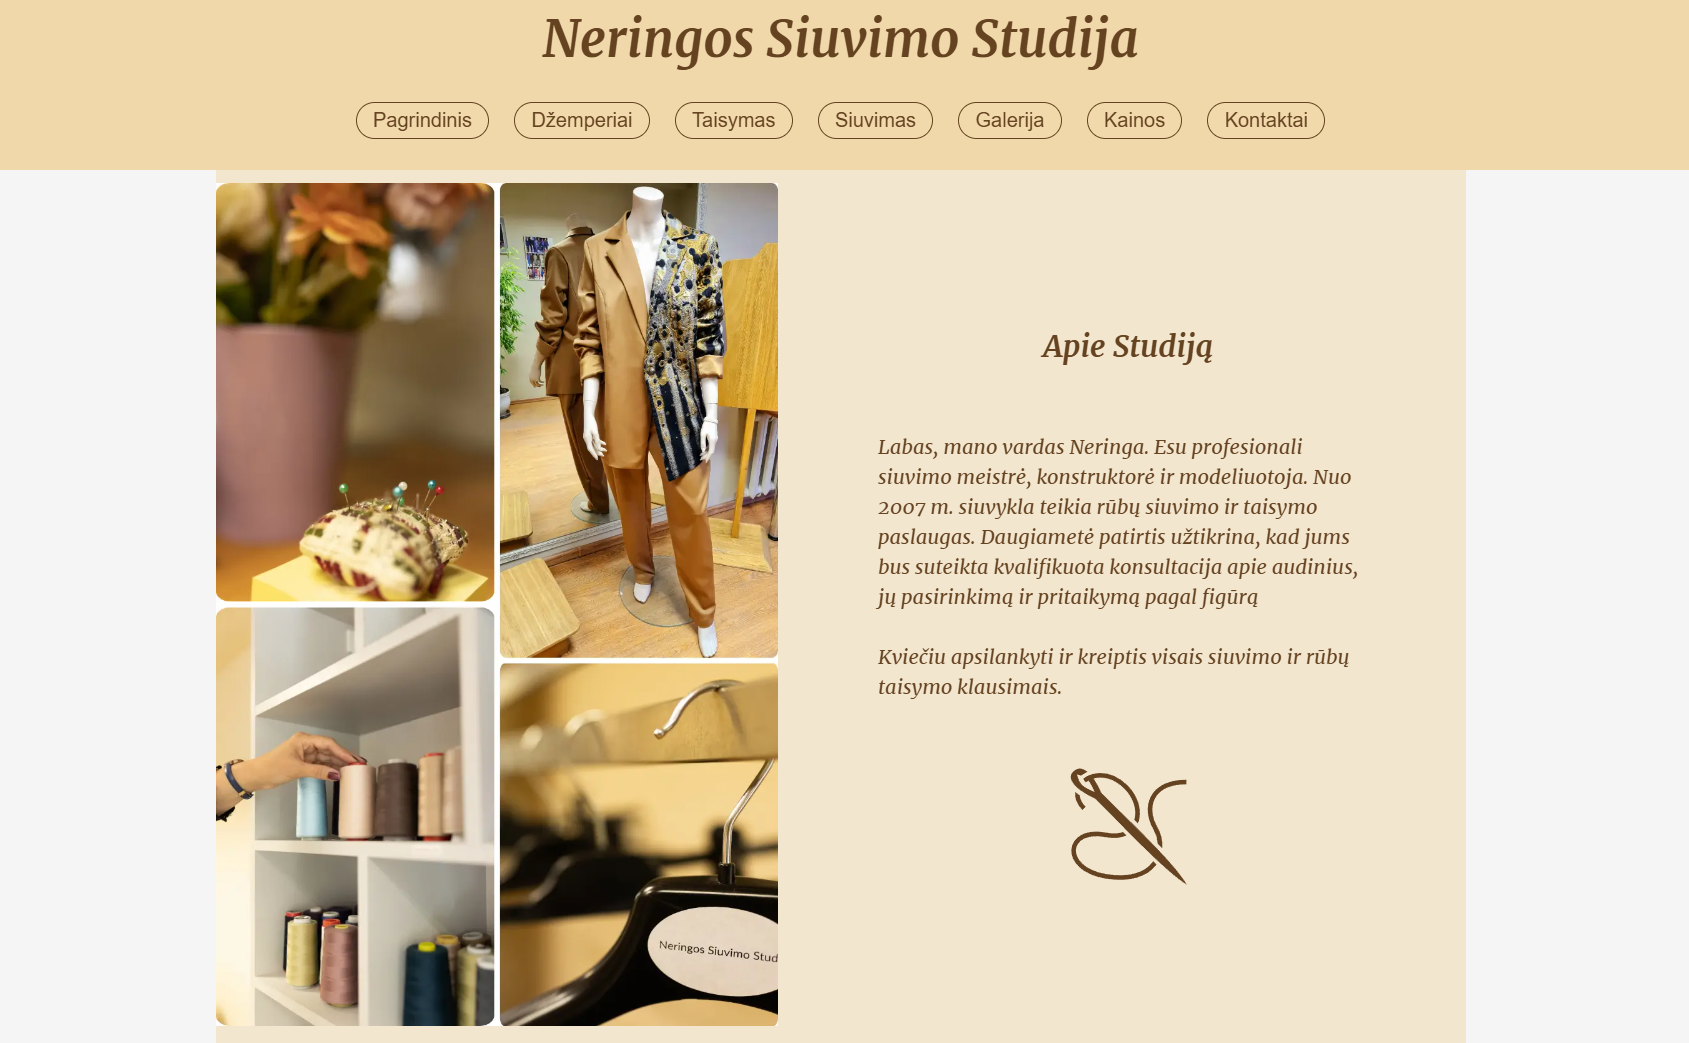 Neringos Siuvimo Studija
Pagrindinis
Džemperiai
Taisymas
Siuvimas
Galerija
Kainos
Kontaktai
Apie Studiją
Labas, mano vardas Neringa. Esu profesionali
siuvimo meistrė, konstruktorė ir modeliuotoja. Nuo
2007 m. siuvykla teikia rūbų siuvimo ir taisymo
paslaugas. Daugiametė patirtis užtikrina, kad jums
bus suteikta kvalifikuota konsultacija apie audinius,
jų pasirinkimą ir pritaikymą pagal figūrą
Kviečiu apsilankyti ir kreiptis visais siuvimo ir rūbų
taisymo klausimais.
Neringos Siuvimo Stud